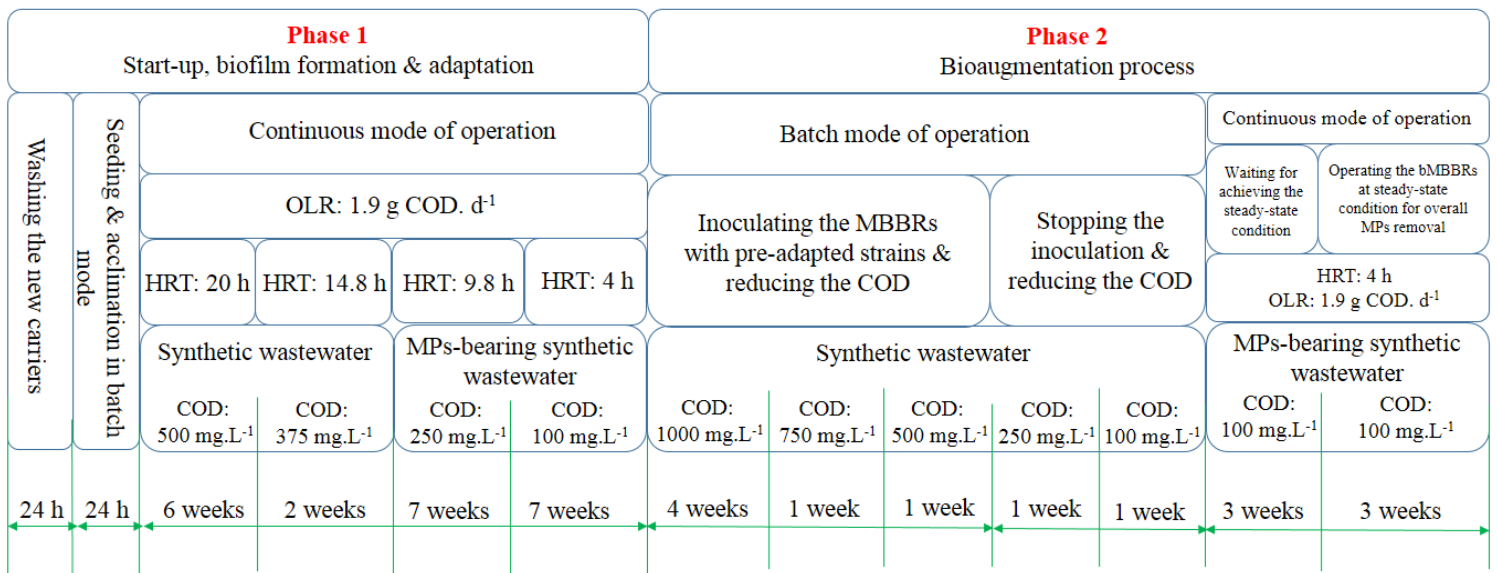 Phase 1
Start-up, biofilm formation & adaptation
Phase 2
Bioaugmentation process
Washing the new carriers
Seeding & acclimation in batch
mode
Continuous mode of operation
OLR: 1.9 g COD. d⁻¹
HRT: 20 h
HRT: 14.8 h
HRT: 9.8 h
HRT: 4 h
Synthetic wastewater
MPs-bearing synthetic
wastewater
COD:
500 mg.L⁻¹
COD:
375 mg.L⁻¹
COD:
250 mg.L⁻¹
COD:
100 mg.L⁻¹
Batch mode of operation
Inoculating the MBBRs
with pre-adapted strains &
reducing the COD
Stopping the
inoculation &
reducing the COD
Synthetic wastewater
COD:
1000 mg.L⁻¹
COD:
750 mg.L⁻¹
COD:
500 mg.L⁻¹
COD:
250 mg.L⁻¹
COD:
100 mg.L⁻¹
Continuous mode of operation
Waiting for
achieving the
steady-state
condition
Operating the bMBBRs
at steady-state
condition for overall
MPs removal
HRT: 4 h
OLR: 1.9 g COD. d⁻¹
MPs-bearing synthetic
wastewater
COD:
100 mg.L⁻¹
COD:
100 mg.L⁻¹
24 h
24 h
6 weeks
2 weeks
7 weeks
7 weeks
4 weeks
1 week
1 week
1 week
1 week
3 weeks
3 weeks